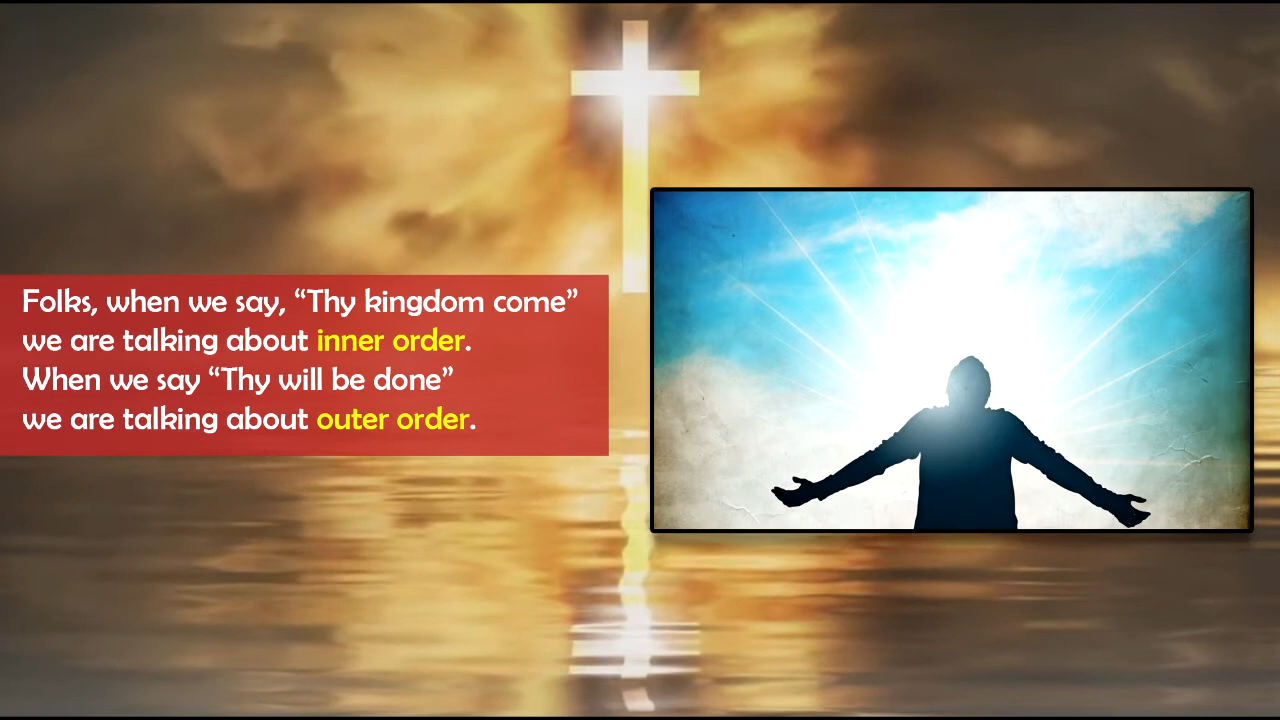 Folks, when we say, “Thy kingdom come”
we are talking about inner order.
When we say “Thy will be done”
we are talking about outer order.